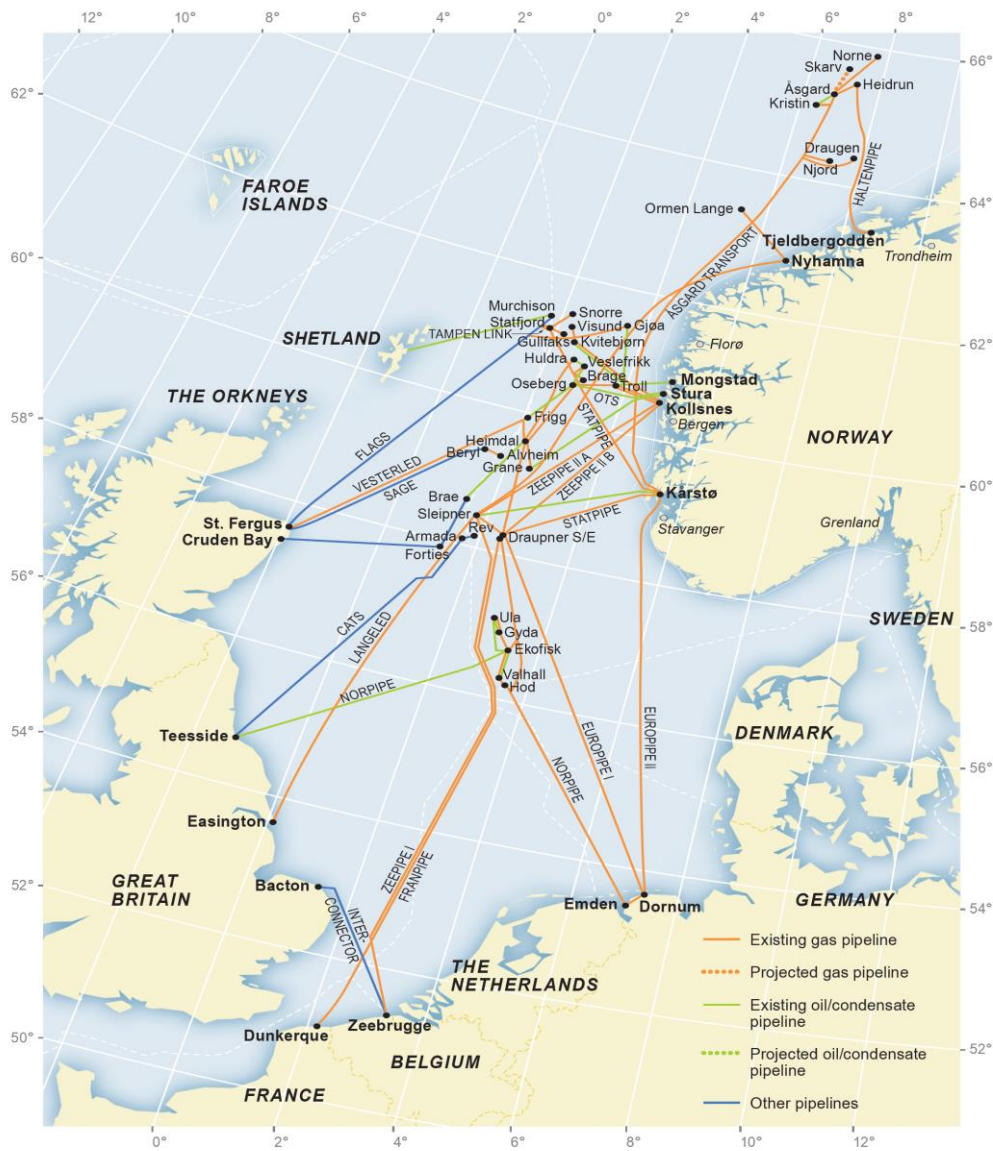 12°
10°
8°
6°
4°
2°
0°
2°
4°
6°
8°
Norne
66°
Skarv
Åsgard
Heidrun
62°
Kristin
Draugen
Njord
HALTENPIPE
FAROE
ISLANDS
64°
Ormen Lange
Tjeldbergodden
Trondheim
Nyhamna
60°
ÅSGARD TRANSPORT
Murchison
Snorre
Statfjord
Visund
Gjøa
TAMPEN LINK
SHETLAND
Gullfaks
Kvitebjørn
Florø
62°
Huldra
Veslefrikk
Brage
Oseberg
Troll
Mongstad
OTS
Stura
THE ORKNEYS
Kollsnes
58°
Frigg
STATPIPE
Bergen
FLAGS
Heimdal
NORWAY
Beryl
Alvheim
VESTERLED
Grane
ZEEPIPE II A
SAGE
ZEEPIPE II B
60°
Brae
Kårstø
Sleipner
STATPIPE
St. Fergus
Rev
Stavanger
Grenland
Cruden Bay
Armada
Draupner S/E
Forties
56°
CATS
Ula
SWEDEN
LANGELED
Gyda
58°
Ekofisk
NORPIPE
Valhall
Hod
54°
Teesside
EUROPIPE I
EUROPIPE II
DENMARK
NORPIPE
56°
Easington
ZEEPIPE I
FRANPIPE
52°
GREAT
BRITAIN
Bacton
INTER-
CONNECTOR
Emden
Dornum
GERMANY
54°
Existing gas pipeline
THE
NETHERLANDS
Projected gas pipeline
Existing oil/condensate
pipeline
50°
Dunkerque
Zeebrugge
52°
BELGIUM
Projected oil/condensate
pipeline
FRANCE
Other pipelines
0°
2°
4°
6°
8°
10°
12°